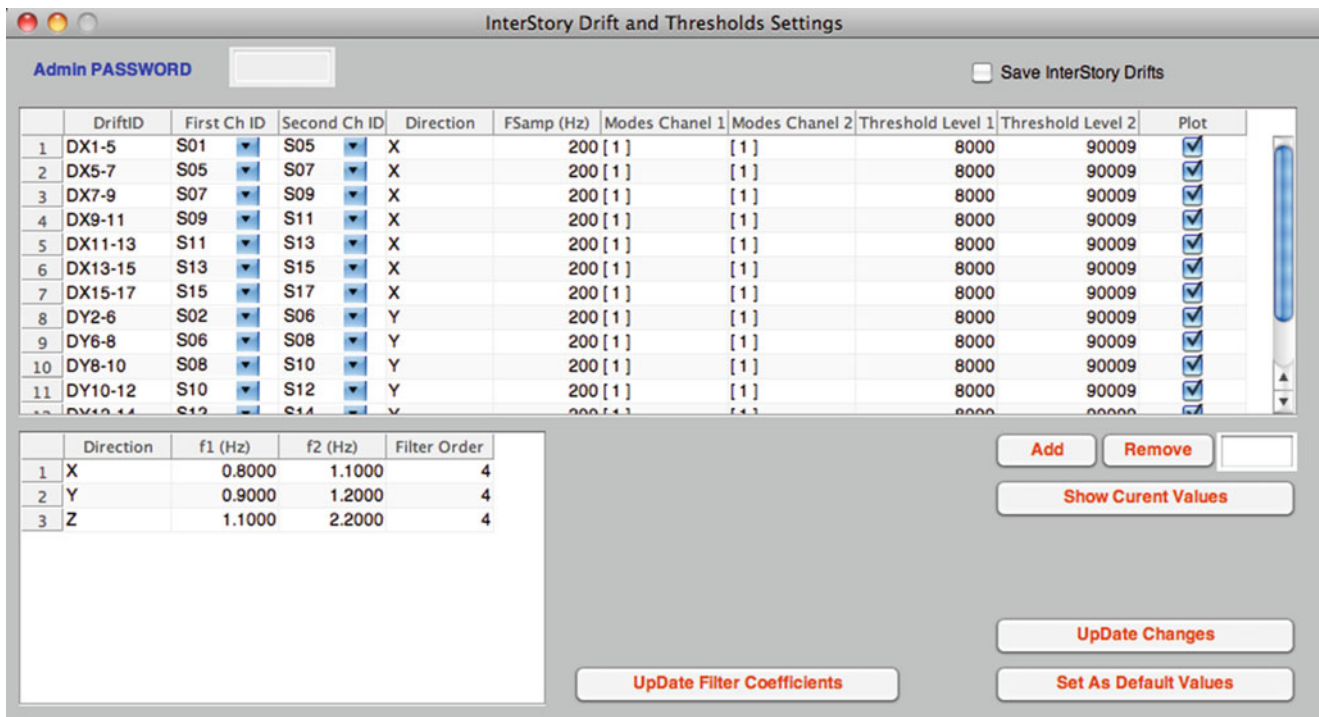 InterStory Drift and Thresholds Settings
Admin PASSWORD
Save InterStory Drifts
DriftID First Ch ID Second Ch ID Direction FSamp (Hz) Modes Chanel 1 Modes Chanel 2 Threshold Level 1 Threshold Level 2 Plot
1 DX1-5 S01 S05 X 200 [ 1 ] [ 1 ] 8000 90009
2 DX5-7 S05 S07 X 200 [ 1 ] [ 1 ] 8000 90009
3 DX7-9 S07 S09 X 200 [ 1 ] [ 1 ] 8000 90009
4 DX9-11 S09 S11 X 200 [ 1 ] [ 1 ] 8000 90009
5 DX11-13 S11 S13 X 200 [ 1 ] [ 1 ] 8000 90009
6 DX13-15 S13 S15 X 200 [ 1 ] [ 1 ] 8000 90009
7 DX15-17 S15 S17 X 200 [ 1 ] [ 1 ] 8000 90009
8 DY2-6 S02 S06 Y 200 [ 1 ] [ 1 ] 8000 90009
9 DY6-8 S06 S08 Y 200 [ 1 ] [ 1 ] 8000 90009
10 DY8-10 S08 S10 Y 200 [ 1 ] [ 1 ] 8000 90009
11 DY10-12 S10 S12 Y 200 [ 1 ] [ 1 ] 8000 90009
Direction f1 (Hz) f2 (Hz) Filter Order
1 X 0.8000 1.1000 4
2 Y 0.9000 1.2000 4
3 Z 1.1000 2.2000 4
Add Remove
Show Curent Values
UpDate Changes
UpDate Filter Coefficients Set As Default Values